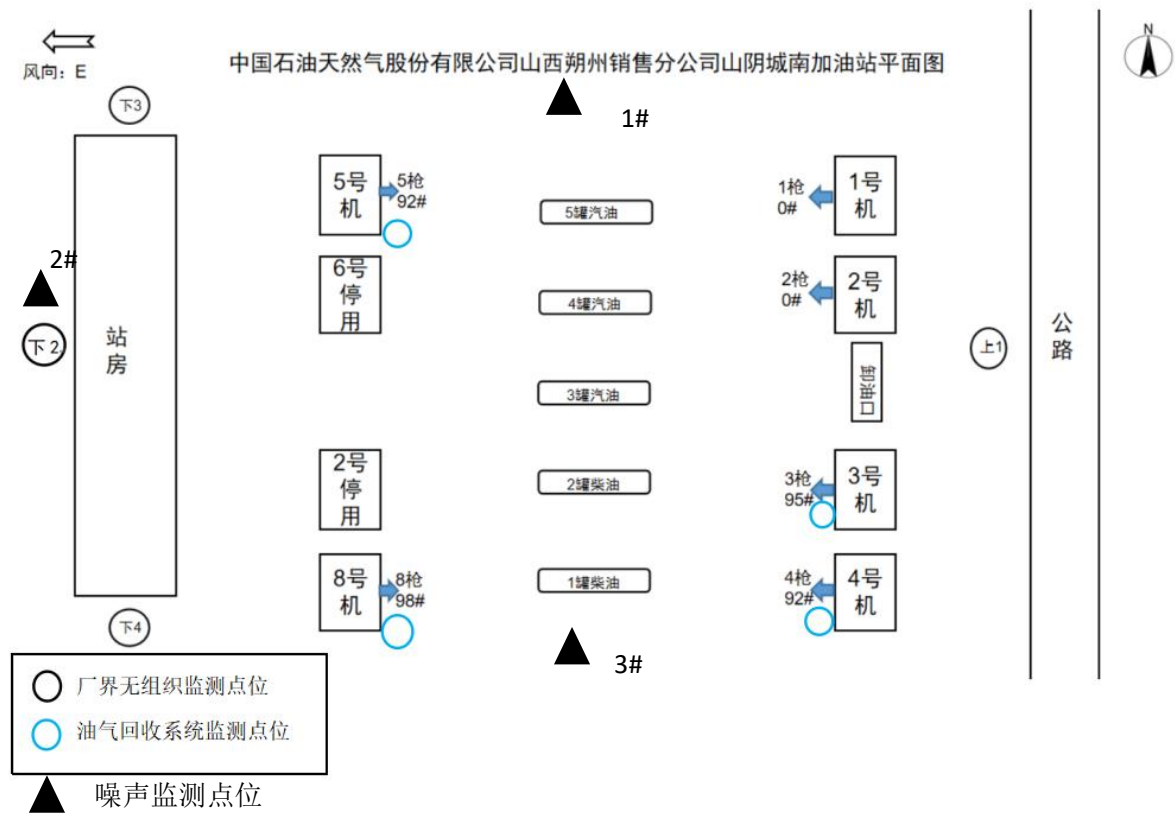 中国石油天然气股份有限公司山西朔州销售分公司山阴城南加油站平面图
N
风向：E
下3
1#
5号
机
5枪
92#
5罐汽油
1枪
0#
1号
机
2#
6号
停
用
4罐汽油
2枪
0#
2号
机
下2
站
房
上1
公
路
3罐汽油
卸油口
2号
停
用
2罐柴油
3枪
95#
3号
机
8号
机
8枪
98#
1罐柴油
4枪
92#
4号
机
下4
3#
厂界无组织监测点位
油气回收系统监测点位
噪声监测点位